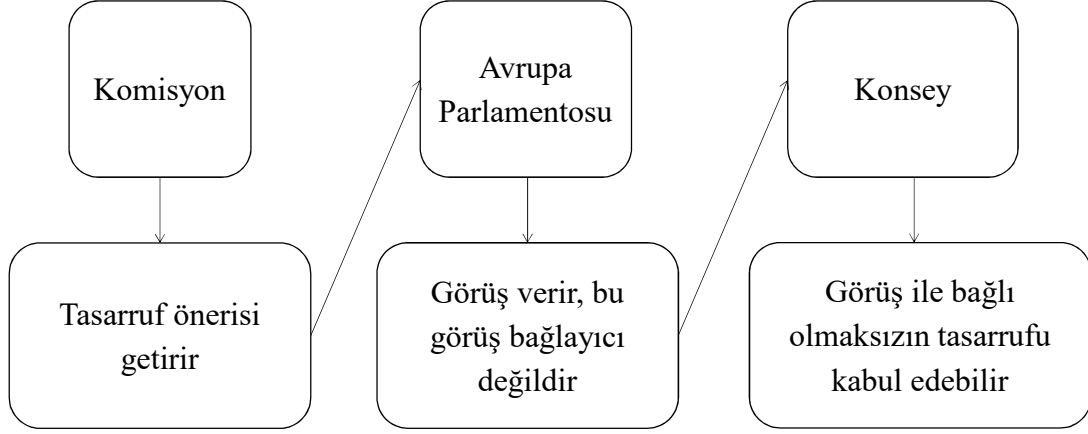 Komisyon
Tasarruf önerisi
getirir
Avrupa
Parlamentosu
Görüş verir, bu
görüş bağlayıcı
değildir
Konsey
Görüş ile bağlı
olmaksızın tasarrufu
kabul edebilir